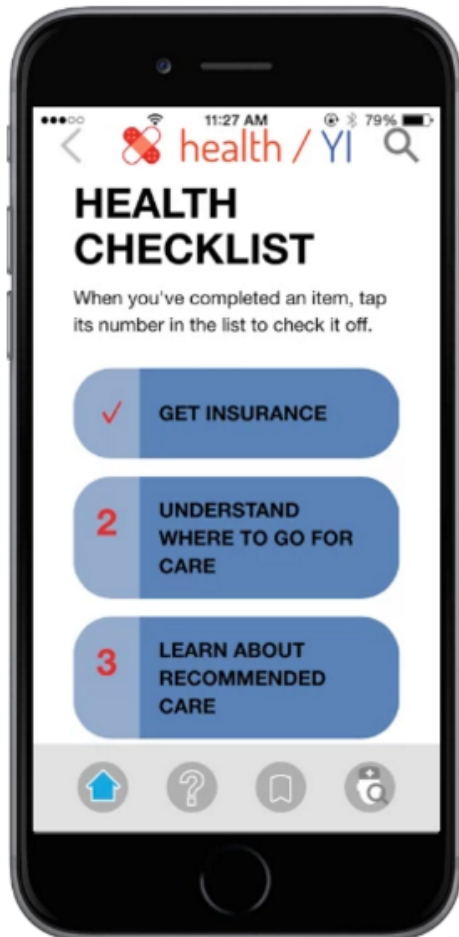 11:27 AM 79%
health / YI
HEALTH
CHECKLIST
When you've completed an item, tap
its number in the list to check it off.
✓ GET INSURANCE
2 UNDERSTAND
WHERE TO GO FOR
CARE
3 LEARN ABOUT
RECOMMENDED
CARE